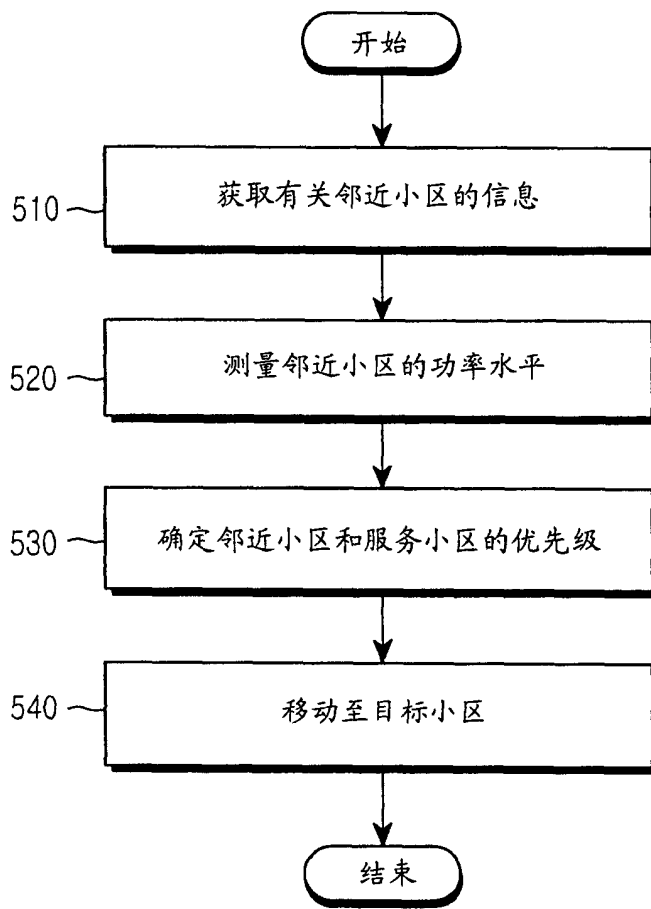 开始
510
获取有关邻近小区的信息
520
测量邻近小区的功率水平
530
确定邻近小区和服务小区的优先级
540
移动至目标小区
结束